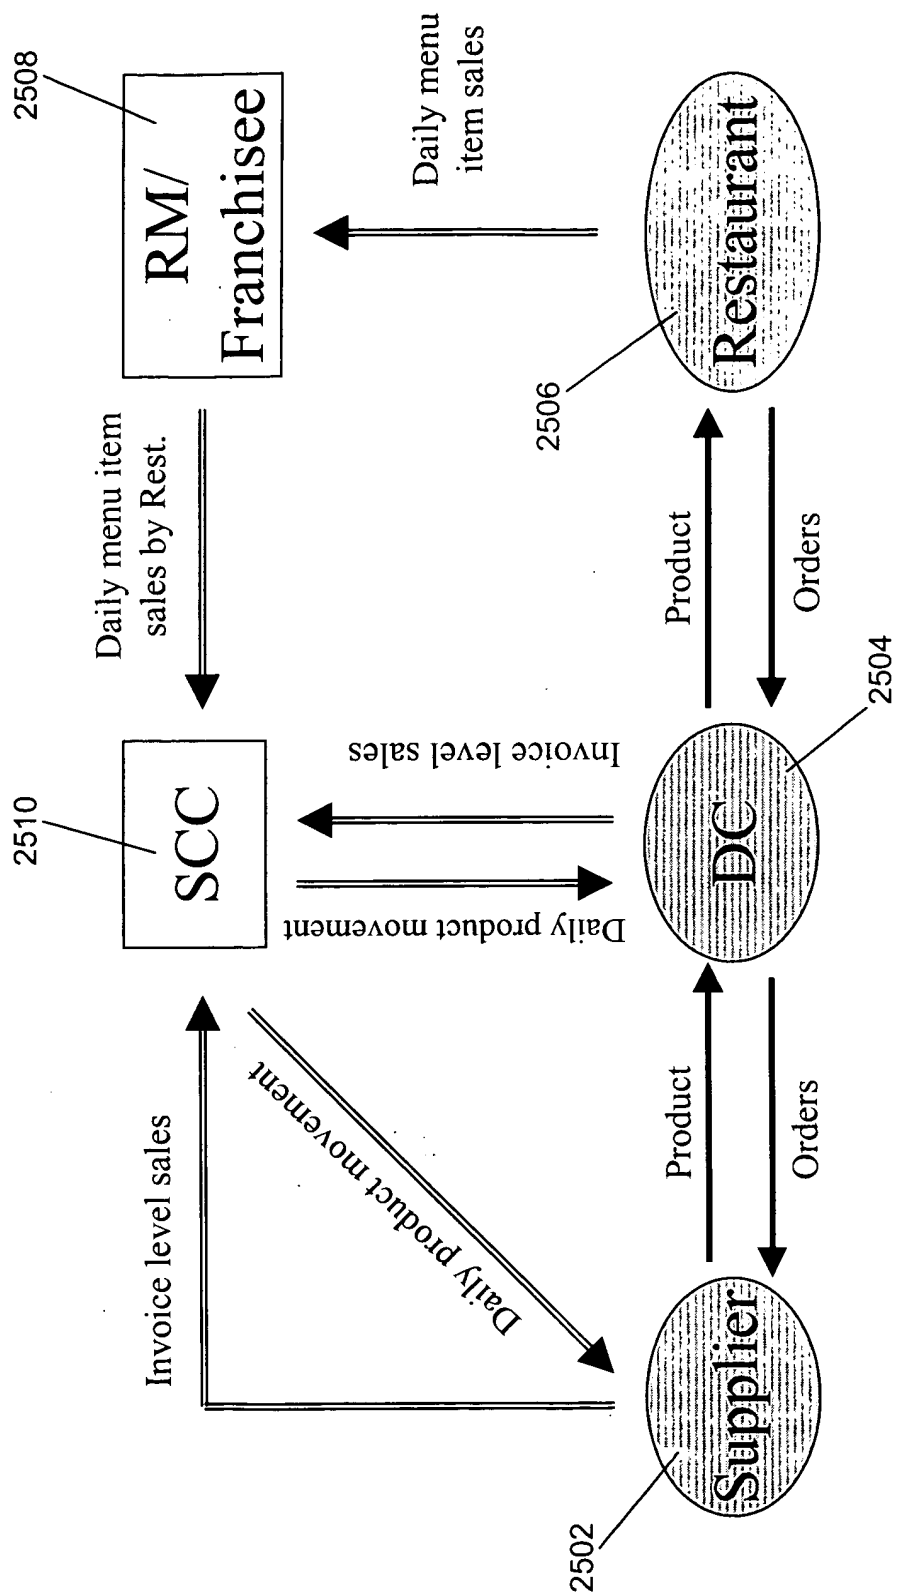 2510
2508
SCC
RM/
Franchisee
Invoice level sales
Daily menu item
sales by Rest.
Daily product movement
Daily product movement
Invoice level sales
Daily menu
item sales
2502
2506
Supplier
Product
Orders
DC
Product
Orders
Restaurant
2504